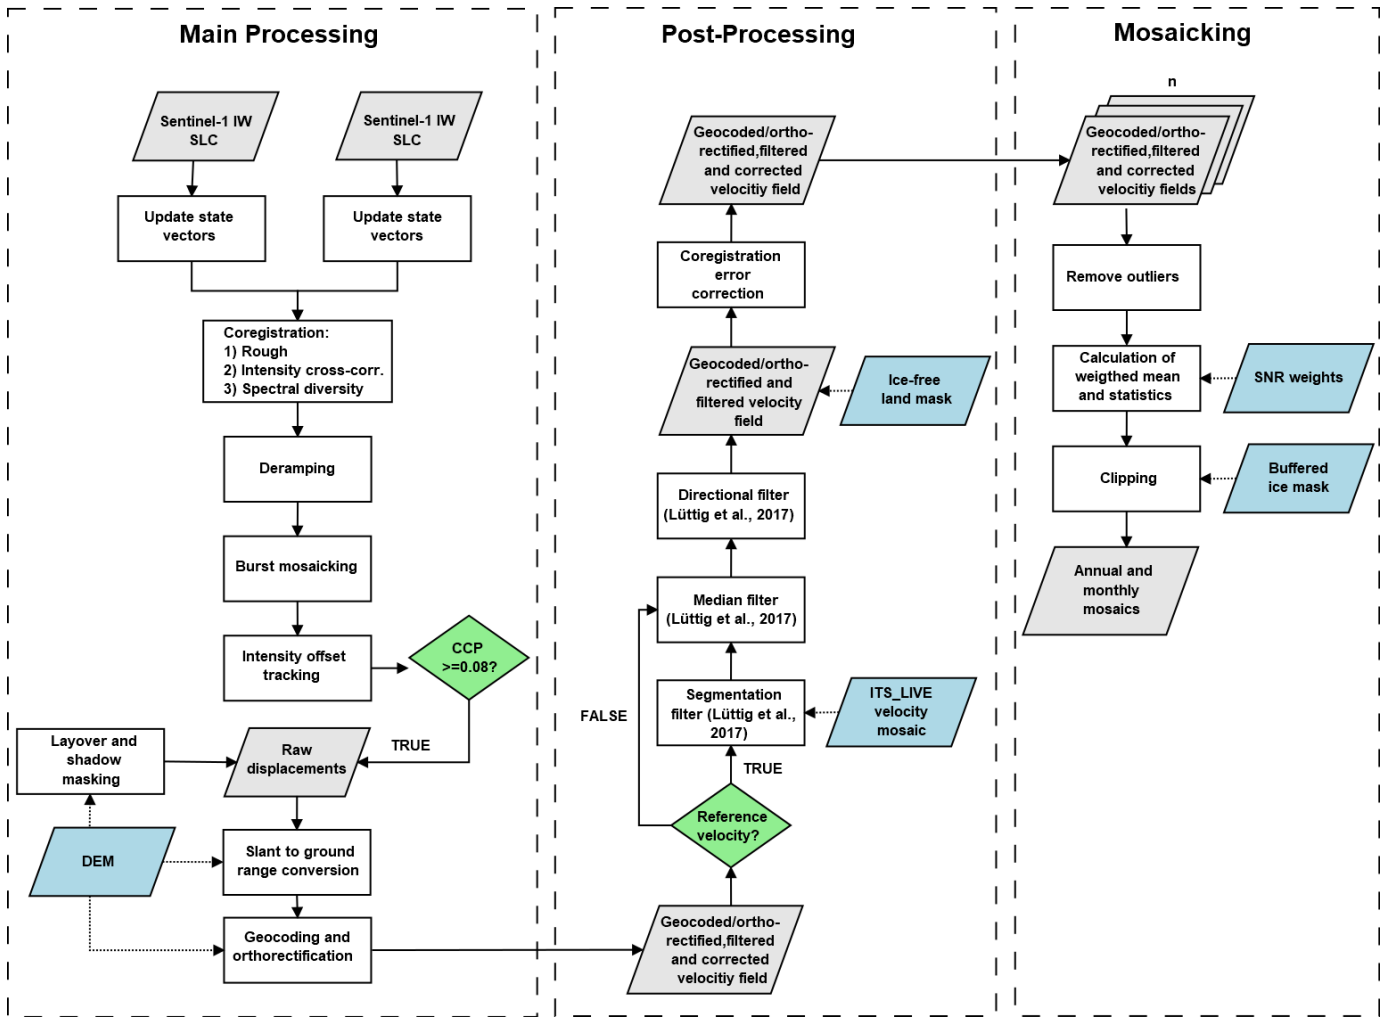 Main Processing
Sentinel-1 IW
SLC
Sentinel-1 IW
SLC
Update state
vectors
Update state
vectors
Coregistration:
1) Rough
2) Intensity cross-corr.
3) Spectral diversity
Deramping
Burst mosaicking
Intensity offset
tracking
CCP
>=0.08?
TRUE
Layover and
shadow
masking
Raw
displacements
DEM
Slant to ground
range conversion
Geocoding and
orthorectification
Post-Processing
Geocoded/ortho-
rectified,filtered
and corrected
velocitiy field
Coregistration
error
correction
Geocoded/ortho-
rectified and
filtered velocity
field
Ice-free
land mask
Directional filter
(Lüttig et al., 2017)
Median filter
(Lüttig et al., 2017)
Segmentation
filter (Lüttig et al.,
2017)
ITS_LIVE
velocity
mosaic
FALSE
TRUE
Reference
velocity?
Geocoded/ortho-
rectified,filtered
and corrected
velocitiy field
Mosaicking
n
Geocoded/ortho-
rectified,filtered
and corrected
velocitiy fields
Remove outliers
Calculation of
weigthed mean
and statistics
SNR weights
Clipping
Buffered
ice mask
Annual and
monthly
mosaics